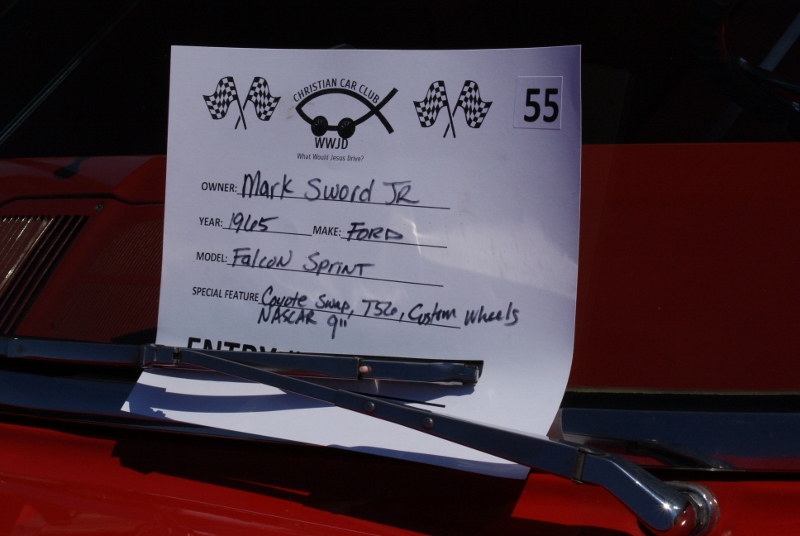 CHRISTIAN CAR CLUB
55
WWJD
What Would Jesus Drive?
OWNER: Mark Sword JR
YEAR: 1965 MAKE: FORD
MODEL: Falcon Sprint
SPECIAL FEATURE Coyote Swap, T56, Custom Wheels
NASCAR 9"
ENTRY